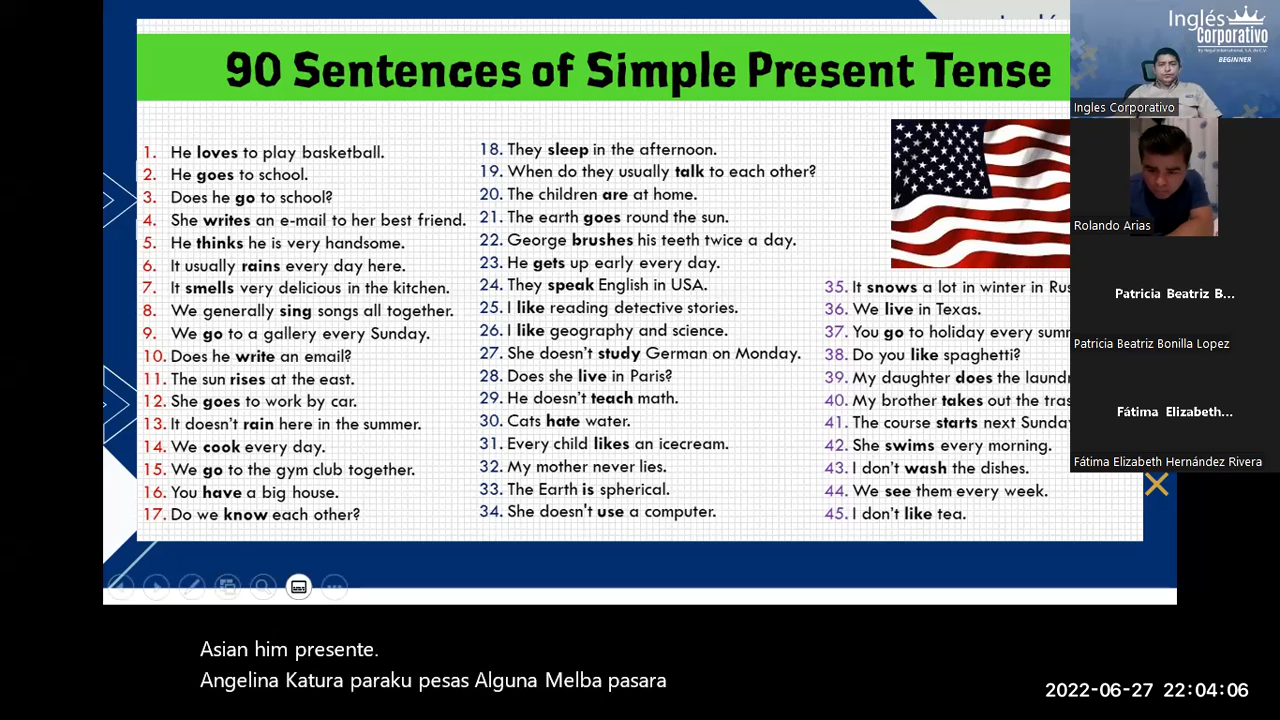 90 Sentences of Simple Present Tense
1. He loves to play basketball.
2. He goes to school.
3. Does he go to school?
4. She writes an e-mail to her best friend.
5. He thinks he is very handsome.
6. It usually rains every day here.
7. It smells very delicious in the kitchen.
8. We generally sing songs all together.
9. We go to a gallery every Sunday.
10. Does he write an email?
11. The sun rises at the east.
12. She goes to work by car.
13. It doesn't rain here in the summer.
14. We cook every day.
15. We go to the gym club together.
16. You have a big house.
17. Do we know each other?
18. They sleep in the afternoon.
19. When do they usually talk to each other?
20. The children are at home.
21. The earth goes round the sun.
22. George brushes his teeth twice a day.
23. He gets up early every day.
24. They speak English in USA.
25. I like reading detective stories.
26. I like geography and science.
27. She doesn't study German on Monday.
28. Does she live in Paris?
29. He doesn't teach math.
30. Cats hate water.
31. Every child likes an icecream.
32. My mother never lies.
33. The Earth is spherical.
34. She doesn't use a computer.
35. It snows a lot in winter in Rus
36. We live in Texas.
37. You go to holiday every summ
38. Do you like spaghetti?
39. My daughter does the laund
40. My brother takes out the tras
41. The course starts next Sunday
42. She swims every morning.
43. I don't wash the dishes.
44. We see them every week.
45. I don't like tea.
Inglés
Corporativo
BEGINNER
Ingles Corporativo
Rolando Arias
Patricia Beatriz B...
Patricia Beatriz Bonilla Lopez
Fátima Elizabeth...
Fátima Elizabeth Hernández Rivera
Asian him presente.
Angelina Katura paraku pesas Alguna Melba pasara
2022-06-27 22:04:06